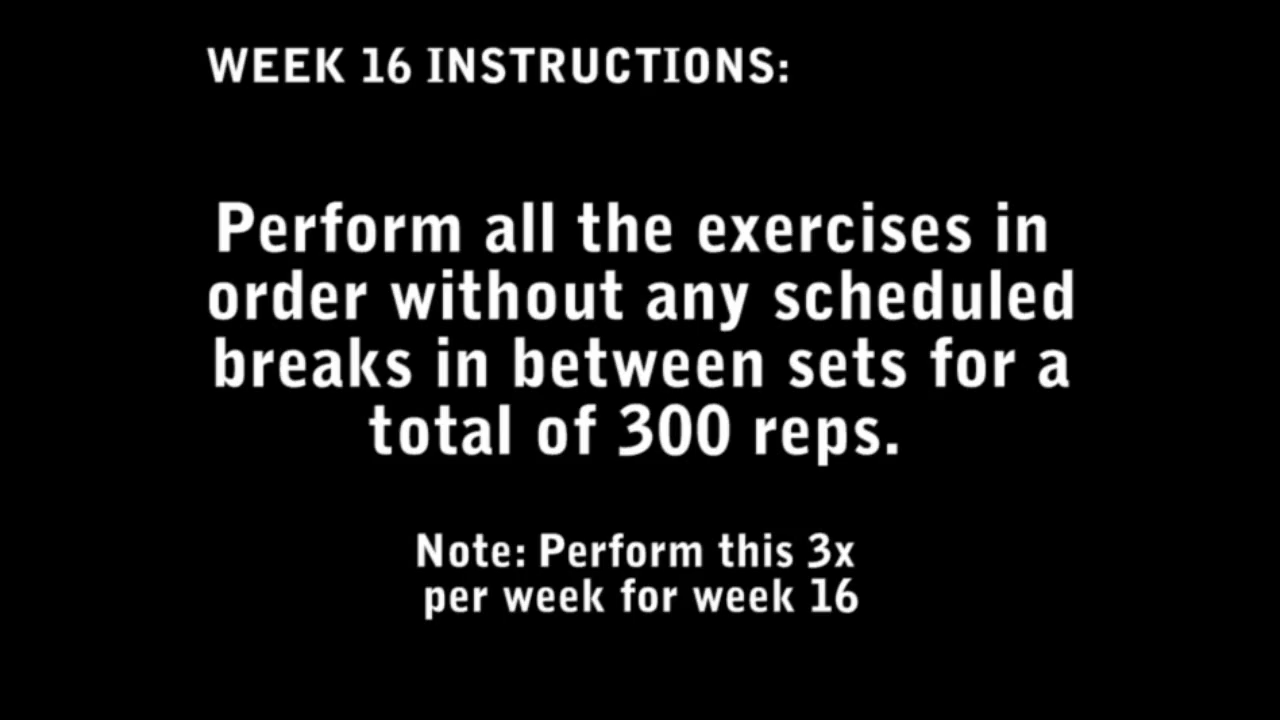 WEEK 16 INSTRUCTIONS:
Perform all the exercises in
order without any scheduled
breaks in between sets for a
total of 300 reps.
Note: Perform this 3x
per week for week 16